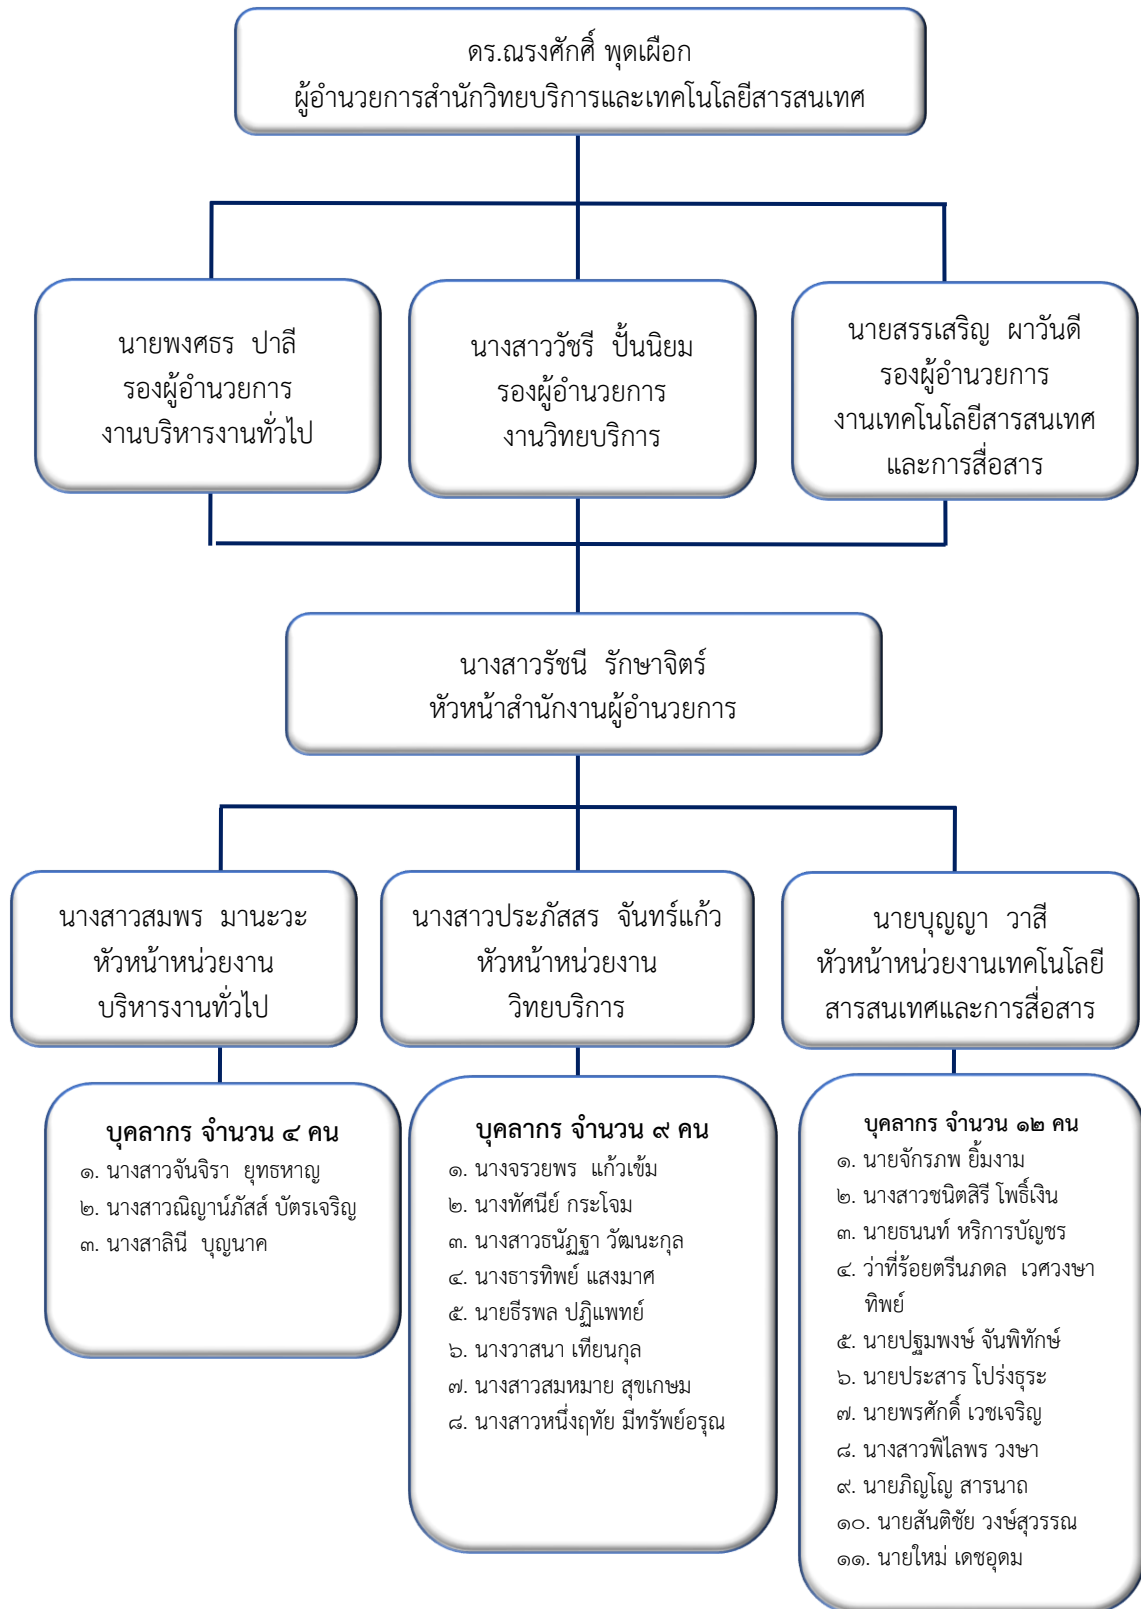 ดร.ณรงศักศิ์ พุดเผือก
ผู้อำนวยการสำนักวิทยบริการและเทคโนโลยีสารสนเทศ
นายพงศธร ปาลี
รองผู้อำนวยการ
งานบริหารงานทั่วไป
นางสาววัชรี ปั้นนิยม
รองผู้อำนวยการ
งานวิทยบริการ
นายสรรเสริญ ผาวันดี
รองผู้อำนวยการ
งานเทคโนโลยีสารสนเทศ
และการสื่อสาร
นางสาวรัชนี รักษาจิตร์
หัวหน้าสำนักงานผู้อำนวยการ
นางสาวสมพร มานะวะ
หัวหน้าหน่วยงาน
บริหารงานทั่วไป
นางสาวประภัสสร จันทร์แก้ว
หัวหน้าหน่วยงาน
วิทยบริการ
นายบุญญา วาสี
หัวหน้าหน่วยงานเทคโนโลยี
สารสนเทศและการสื่อสาร
บุคลากร จำนวน ๔ คน
๑. นางสาวจันจิรา ยุทธหาญ
๒. นางสาวณิญาน์ภัสส์ บัตรเจริญ
๓. นางสาลินี บุญนาค
บุคลากร จำนวน ๙ คน
๑. นางจรวยพร แก้วเข้ม
๒. นางทัศนีย์ กระโจม
๓. นางสาวธนัฏฐา วัฒนะกุล
๔. นางธารทิพย์ แสงมาศ
๕. นายธีรพล ปฏิแพทย์
๖. นางวาสนา เทียนกุล
๗. นางสาวสมหมาย สุขเกษม
๘. นางสาวหนึ่งฤทัย มีทรัพย์อรุณ
บุคลากร จำนวน ๑๒ คน
๑. นายจักรภพ ยิ้มงาม
๒. นางสาวชนิตสิรี โพธิ์เงิน
๓. นายธนนท์ หริการบัญชร
๔. ว่าที่ร้อยตรีนภดล เวศวงษา
ทิพย์
๕. นายปฐมพงษ์ จันพิทักษ์
๖. นายประสาร โปร่งธุระ
๗. นายพรศักดิ์ เวชเจริญ
๘. นางสาวพิไลพร วงษา
๙. นายภิญโญ สารนาถ
๑๐. นายสันติชัย วงษ์สุวรรณ
๑๑. นายใหม่ เดชอุดม